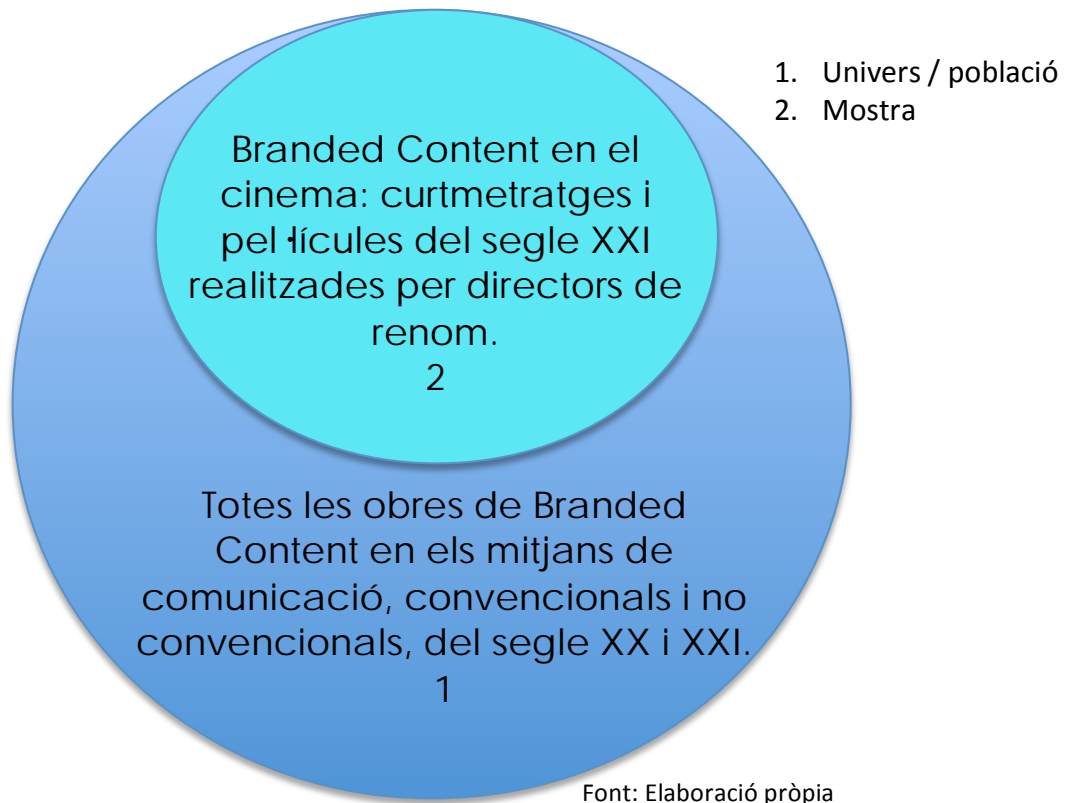 1. Univers / població
2. Mostra
Branded Content en el
cinema: curtmetratges i
pel·lícules del segle XXI
realitzades per directors de
renom.
2
Totes les obres de Branded
Content en els mitjans de
comunicació, convencionals i no
convencionals, del segle XX i XXI.
1
Font: Elaboració pròpia